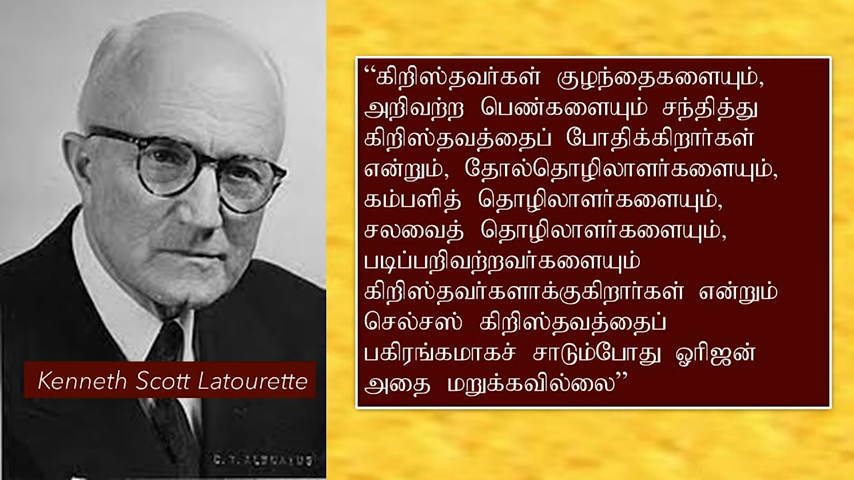 Kenneth Scott Latourette
“கிறிஸ்தவர்கள் குழந்தைகளையும்,
அறிவற்ற பெண்களையும் சந்தித்து
கிறிஸ்தவத்தைப் போதிக்கிறார்கள்
என்றும், தோல்தொழிலாளர்களையும்,
கம்பளித் தொழிலாளர்களையும்,
சலவைத் தொழிலாளர்களையும்,
படிப்பறிவற்றவர்களையும்
கிறிஸ்தவர்களாக்குகிறார்கள் என்றும்
செல்சஸ் கிறிஸ்தவத்தைப்
பகிரங்கமாகச் சாடும்போது ஓரிஜன்
அதை மறுக்கவில்லை”